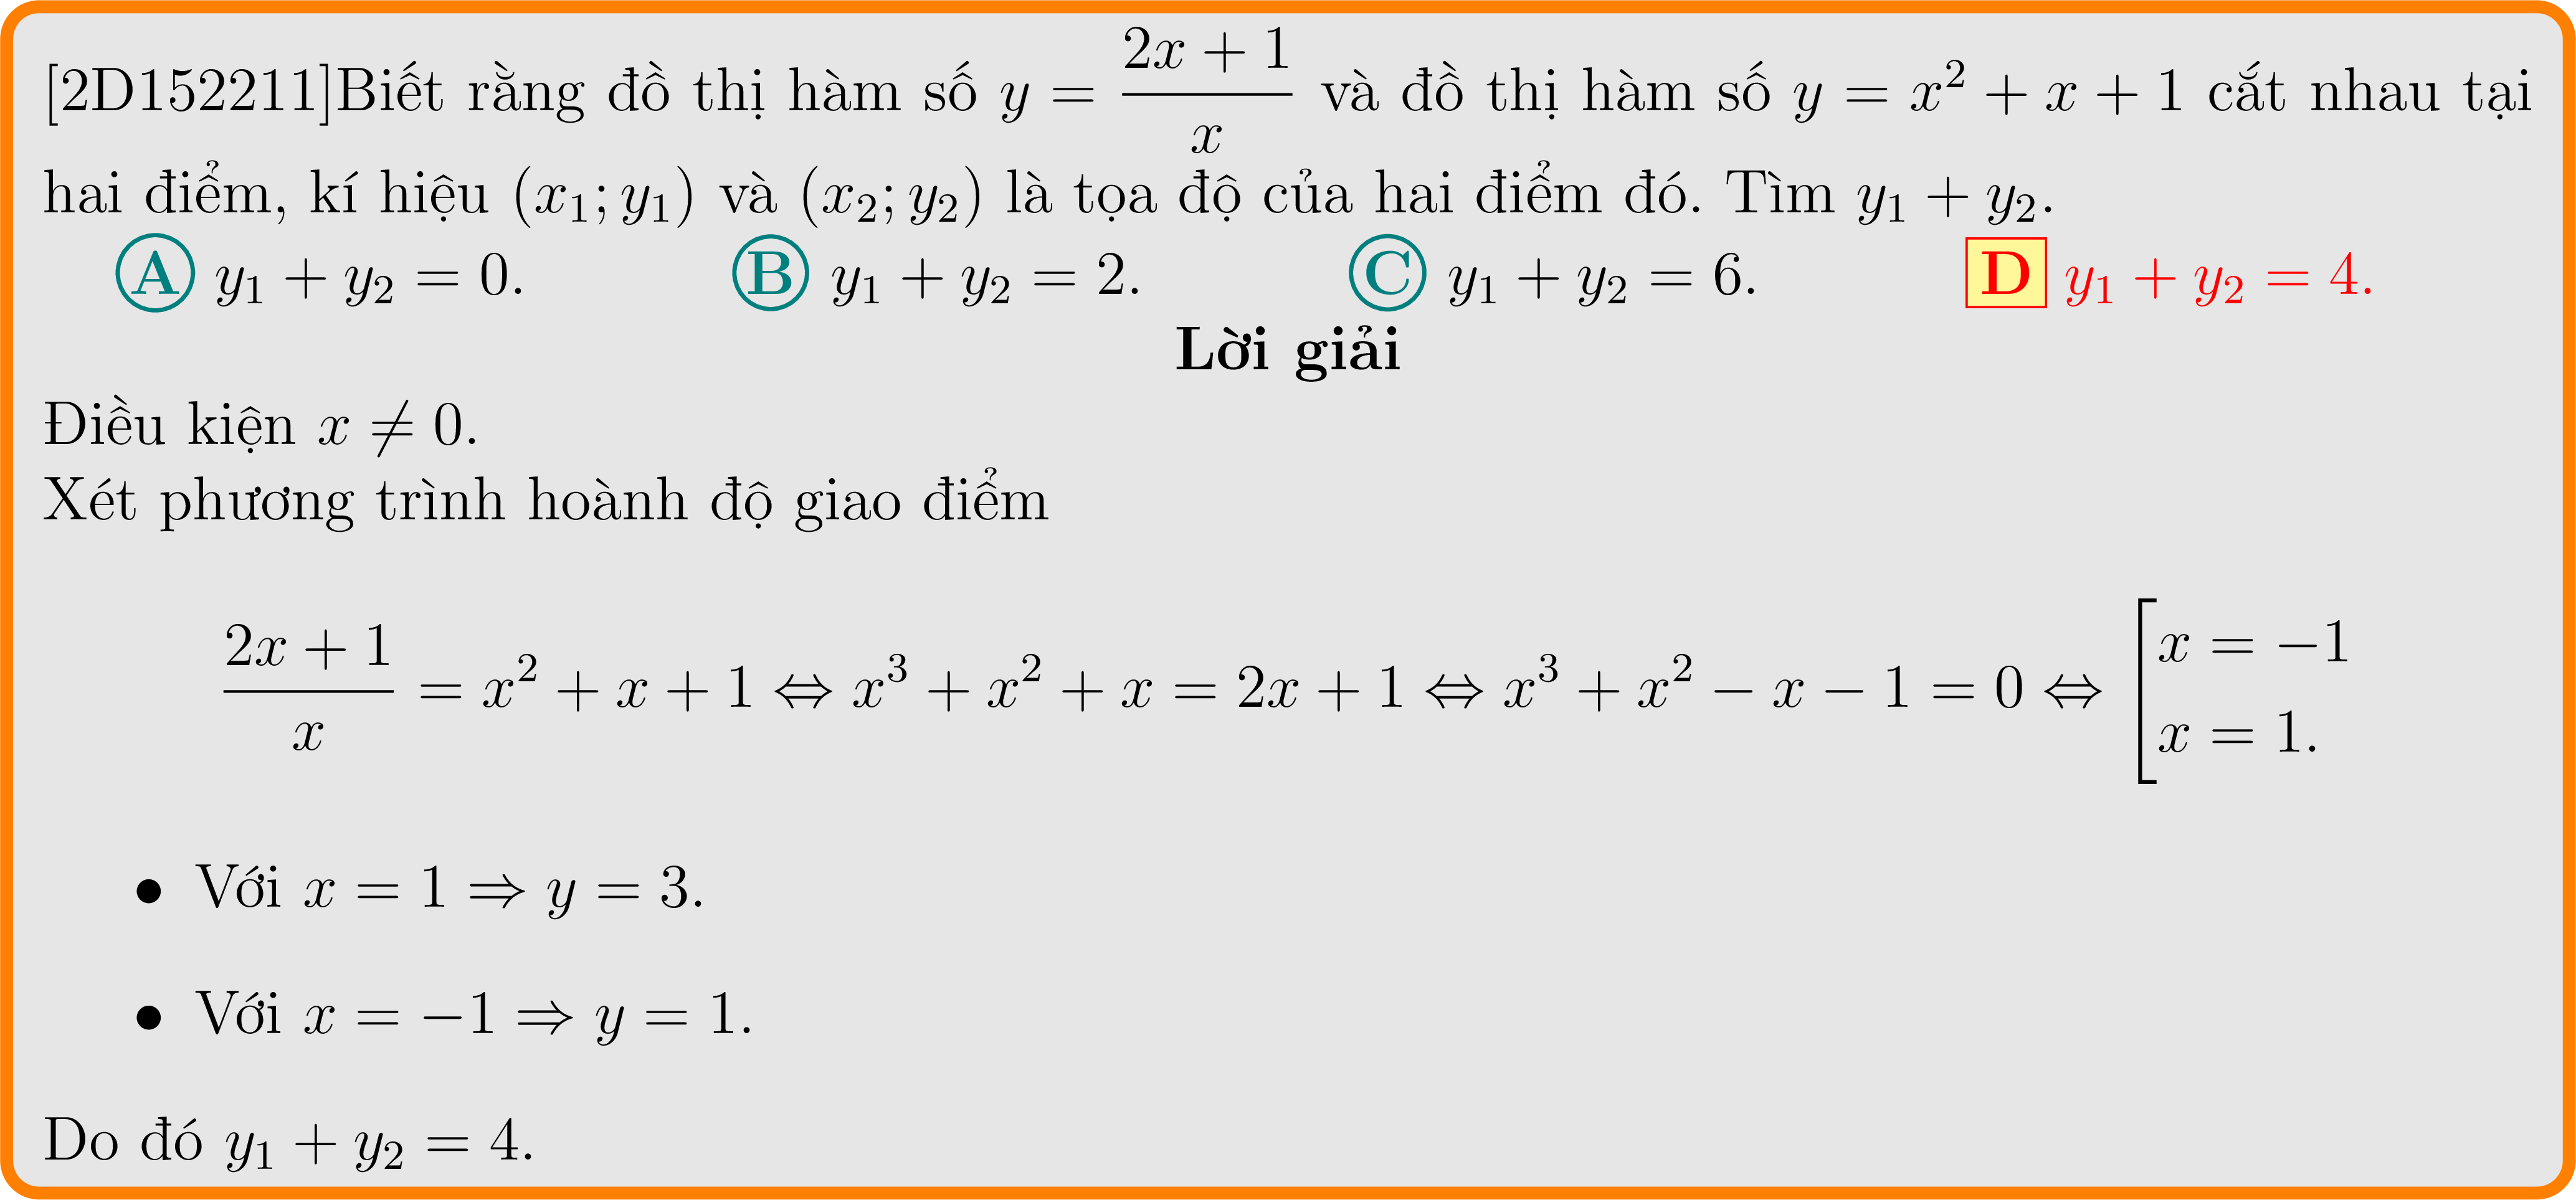 [2D152211]Biết rằng đồ thị hàm số $y = \dfrac{2x + 1}{x}$ và đồ thị hàm số $y = x^2 + x + 1$ cắt nhau tại
hai điểm, kí hiệu $(x_1; y_1)$ và $(x_2; y_2)$ là tọa độ của hai điểm đó. Tìm $y_1 + y_2$.
A $y_1 + y_2 = 0$. B $y_1 + y_2 = 2$. C $y_1 + y_2 = 6$. D $y_1 + y_2 = 4$.
Lời giải
Điều kiện $x \neq 0$.
Xét phương trình hoành độ giao điểm
$\dfrac{2x + 1}{x} = x^2 + x + 1 \Leftrightarrow x^3 + x^2 + x = 2x + 1 \Leftrightarrow x^3 + x^2 - x - 1 = 0 \Leftrightarrow \left[\begin{array}{l} x = -1 \\ x = 1. \end{array}\right.$
• Với $x = 1 \Rightarrow y = 3$.
• Với $x = -1 \Rightarrow y = 1$.
Do đó $y_1 + y_2 = 4$.